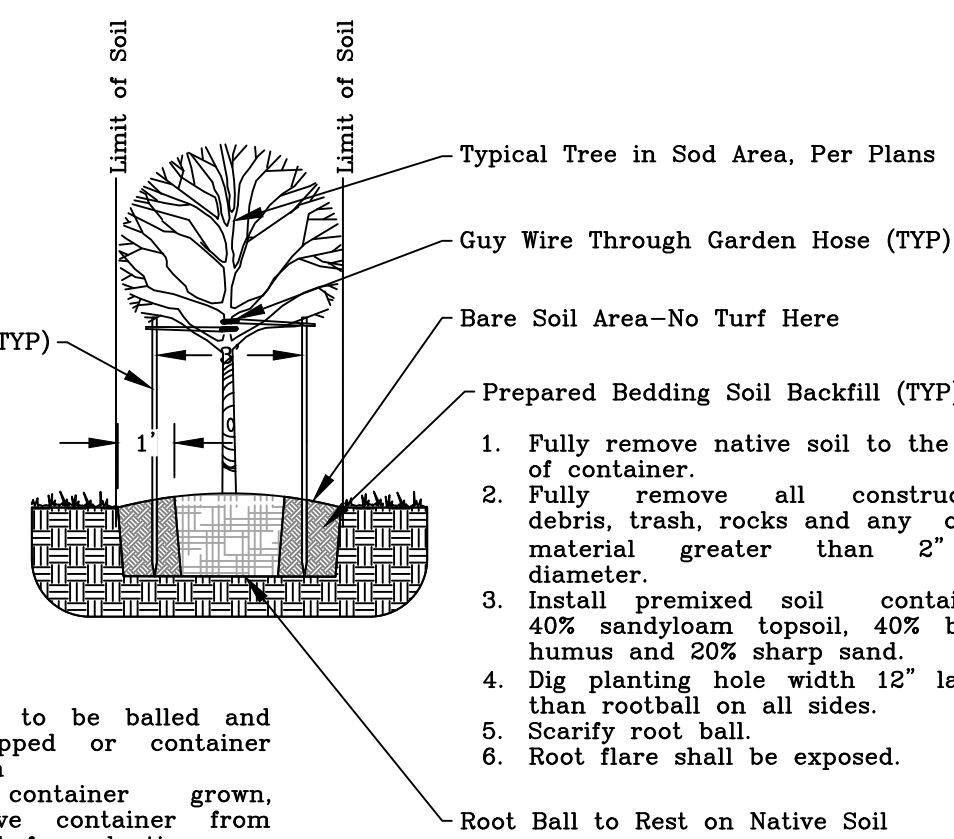 Limit of Soil
Limit of Soil
Typical Tree in Sod Area, Per Plans
Guy Wire Through Garden Hose (TYP)
Bare Soil Area-No Turf Here
TYP)
3'
Prepared Bedding Soil Backfill (TYP)
1'
1. Fully remove native soil to the
of container.
2. Fully remove all
debris, trash, rocks and any
material greater than 2"
diameter.
3. Install premixed soil
40% sandyloam topsoil, 40%
humus and 20% sharp sand.
4. Dig planting hole width 12"
than rootball on all sides.
5. Scarify root ball.
6. Root flare shall be exposed.
to be balled and
or container
container grown,
container from
Root Ball to Rest on Native Soil